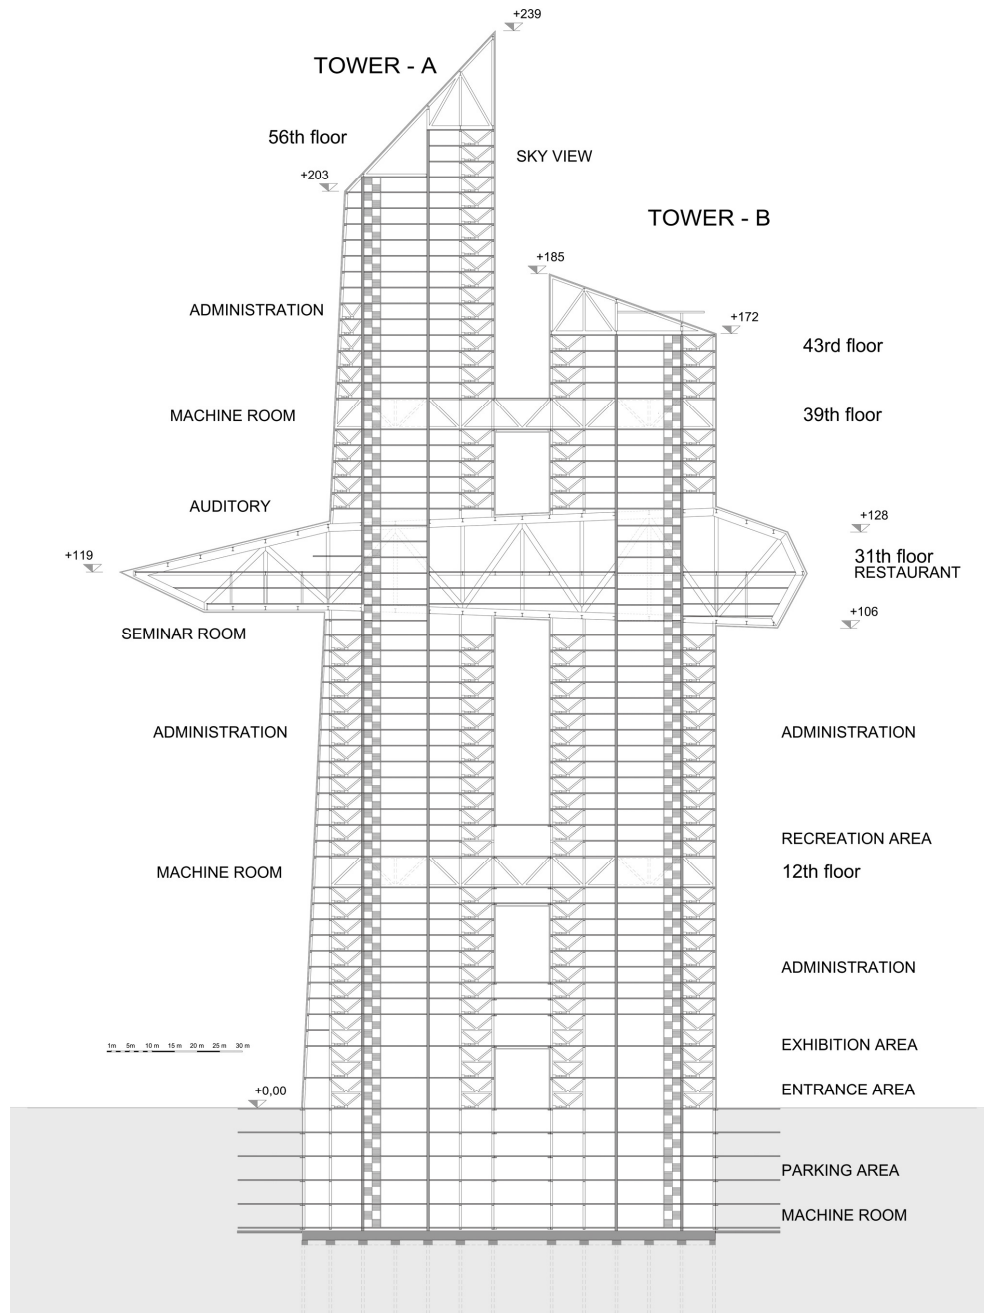 +239
TOWER - A
56th floor
SKY VIEW
+203
TOWER - B
+185
ADMINISTRATION
+172
43rd floor
MACHINE ROOM
39th floor
AUDITORY
+128
+119
31th floor
RESTAURANT
+106
SEMINAR ROOM
ADMINISTRATION
ADMINISTRATION
RECREATION AREA
MACHINE ROOM
12th floor
ADMINISTRATION
EXHIBITION AREA
1m 5m 10 m 15 m 20 m 25 m 30 m
ENTRANCE AREA
+0,00
PARKING AREA
MACHINE ROOM